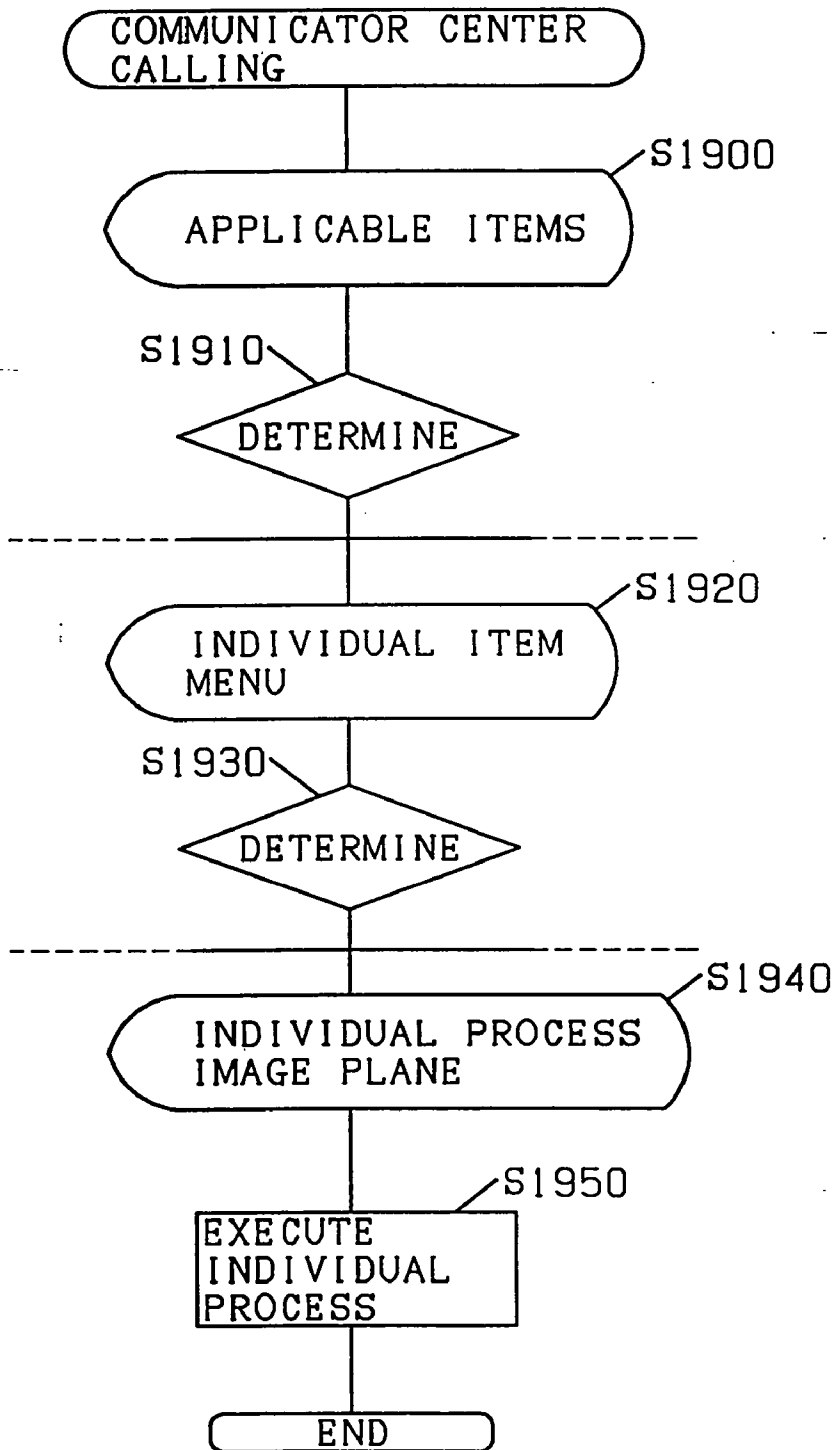 COMMUNICATOR CENTER
CALLING
S1900
APPLICABLE ITEMS
S1910
DETERMINE
S1920
INDIVIDUAL ITEM
MENU
S1930
DETERMINE
S1940
INDIVIDUAL PROCESS
IMAGE PLANE
S1950
EXECUTE
INDIVIDUAL
PROCESS
END